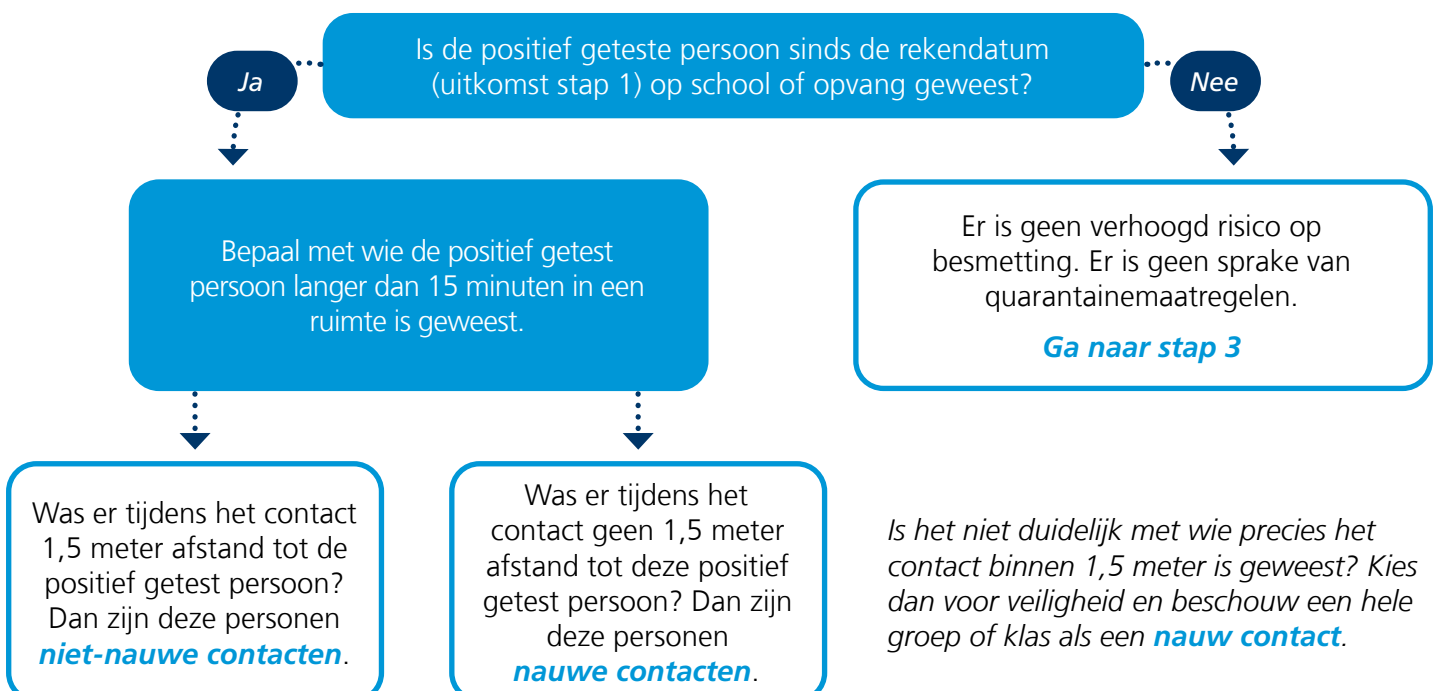 Is de positief geteste persoon sinds de rekendatum
(uitkomst stap 1) op school of opvang geweest?
Ja
Nee
Bepaal met wie de positief getest
persoon langer dan 15 minuten in een
ruimte is geweest.
Er is geen verhoogd risico op
besmetting. Er is geen sprake van
quarantainemaatregelen.
Ga naar stap 3
Was er tijdens het contact
1,5 meter afstand tot de
positief getest persoon?
Dan zijn deze personen
niet-nauwe contacten.
Was er tijdens het
contact geen 1,5 meter
afstand tot deze positief
getest persoon? Dan zijn
deze personen
nauwe contacten.
Is het niet duidelijk met wie precies het
contact binnen 1,5 meter is geweest? Kies
dan voor veiligheid en beschouw een hele
groep of klas als een nauw contact.